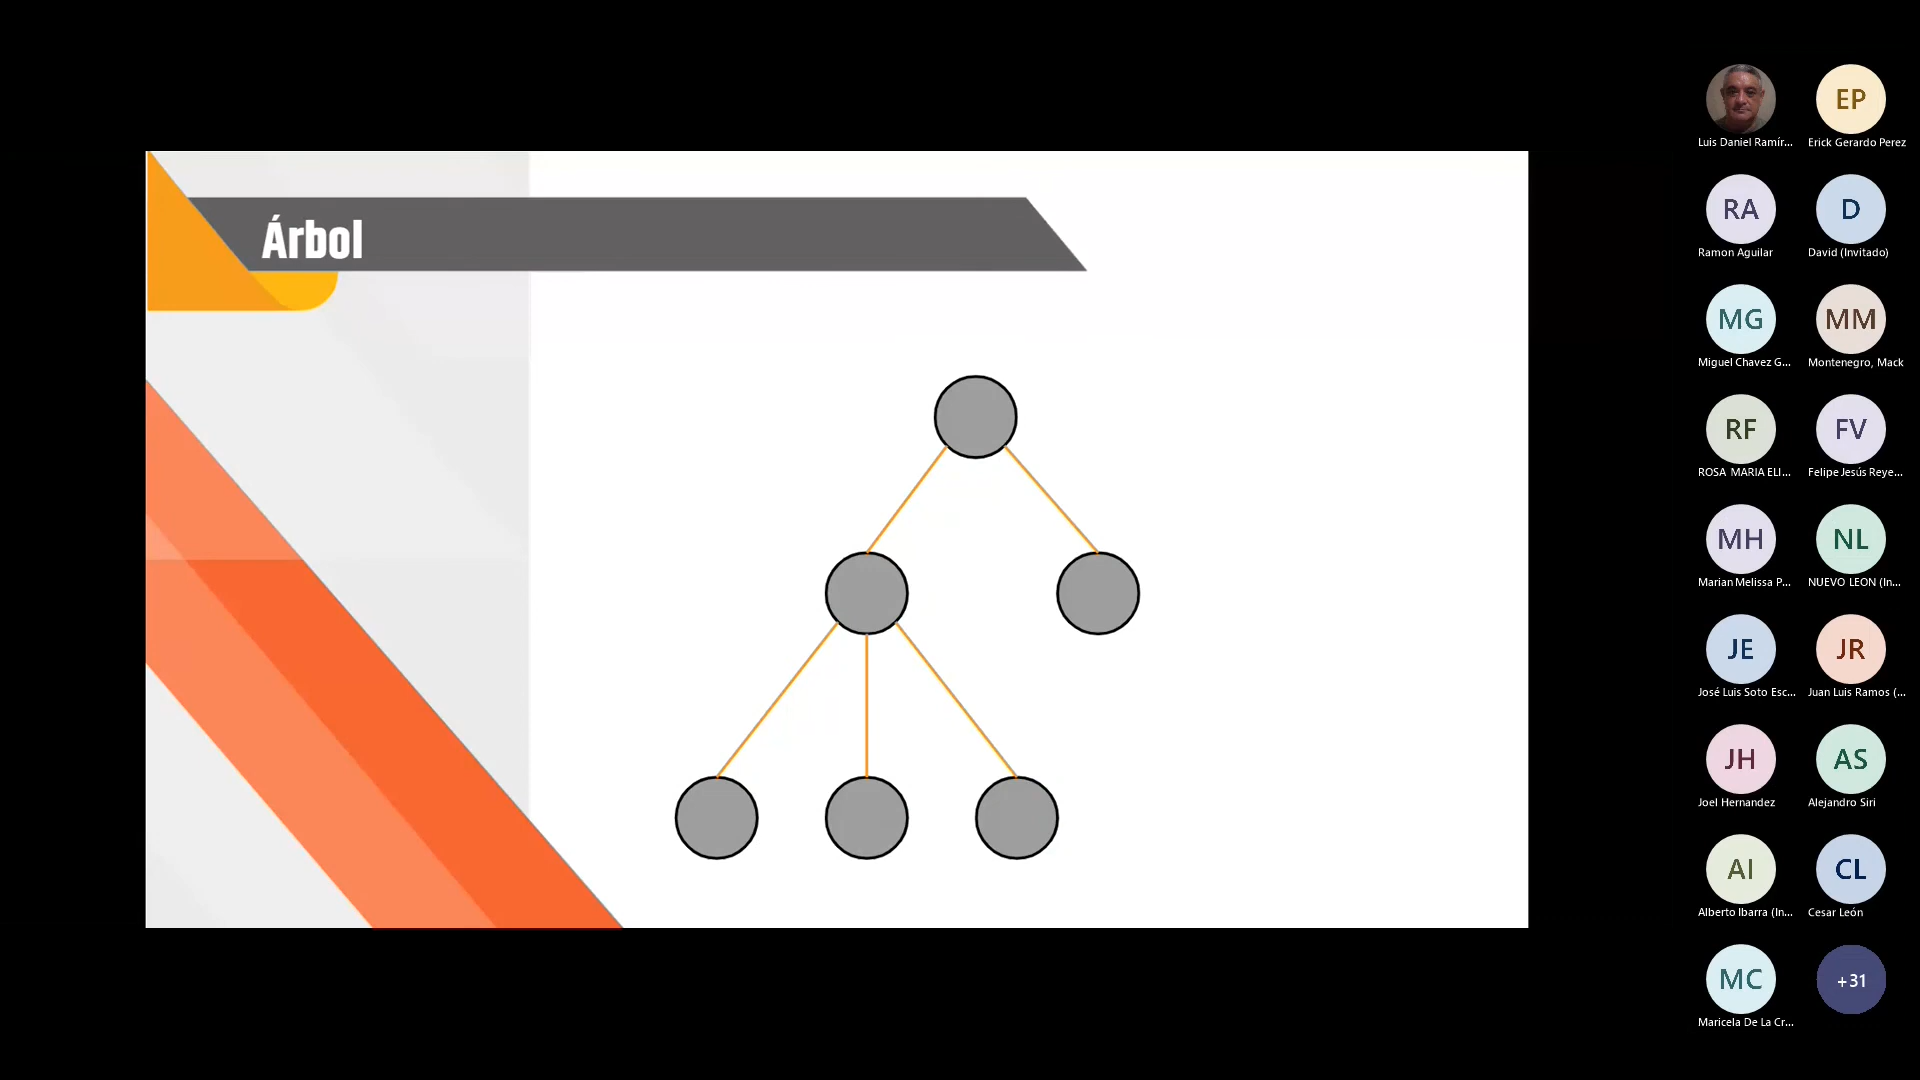 Árbol
Luis Daniel Ramír...
EP
Erick Gerardo Perez
RA
Ramon Aguilar
D
David (Invitado)
MG
Miguel Chavez G...
MM
Montenegro, Mack
RF
ROSA MARIA ELI...
FV
Felipe Jesús Reye...
MH
Marian Melissa P...
NL
NUEVO LEON (In...
JE
José Luis Soto Esc...
JR
Juan Luis Ramos (...
JH
Joel Hernandez
AS
Alejandro Siri
AI
Alberto Ibarra (In...
CL
Cesar León
MC
Maricela De La Cr...
+31